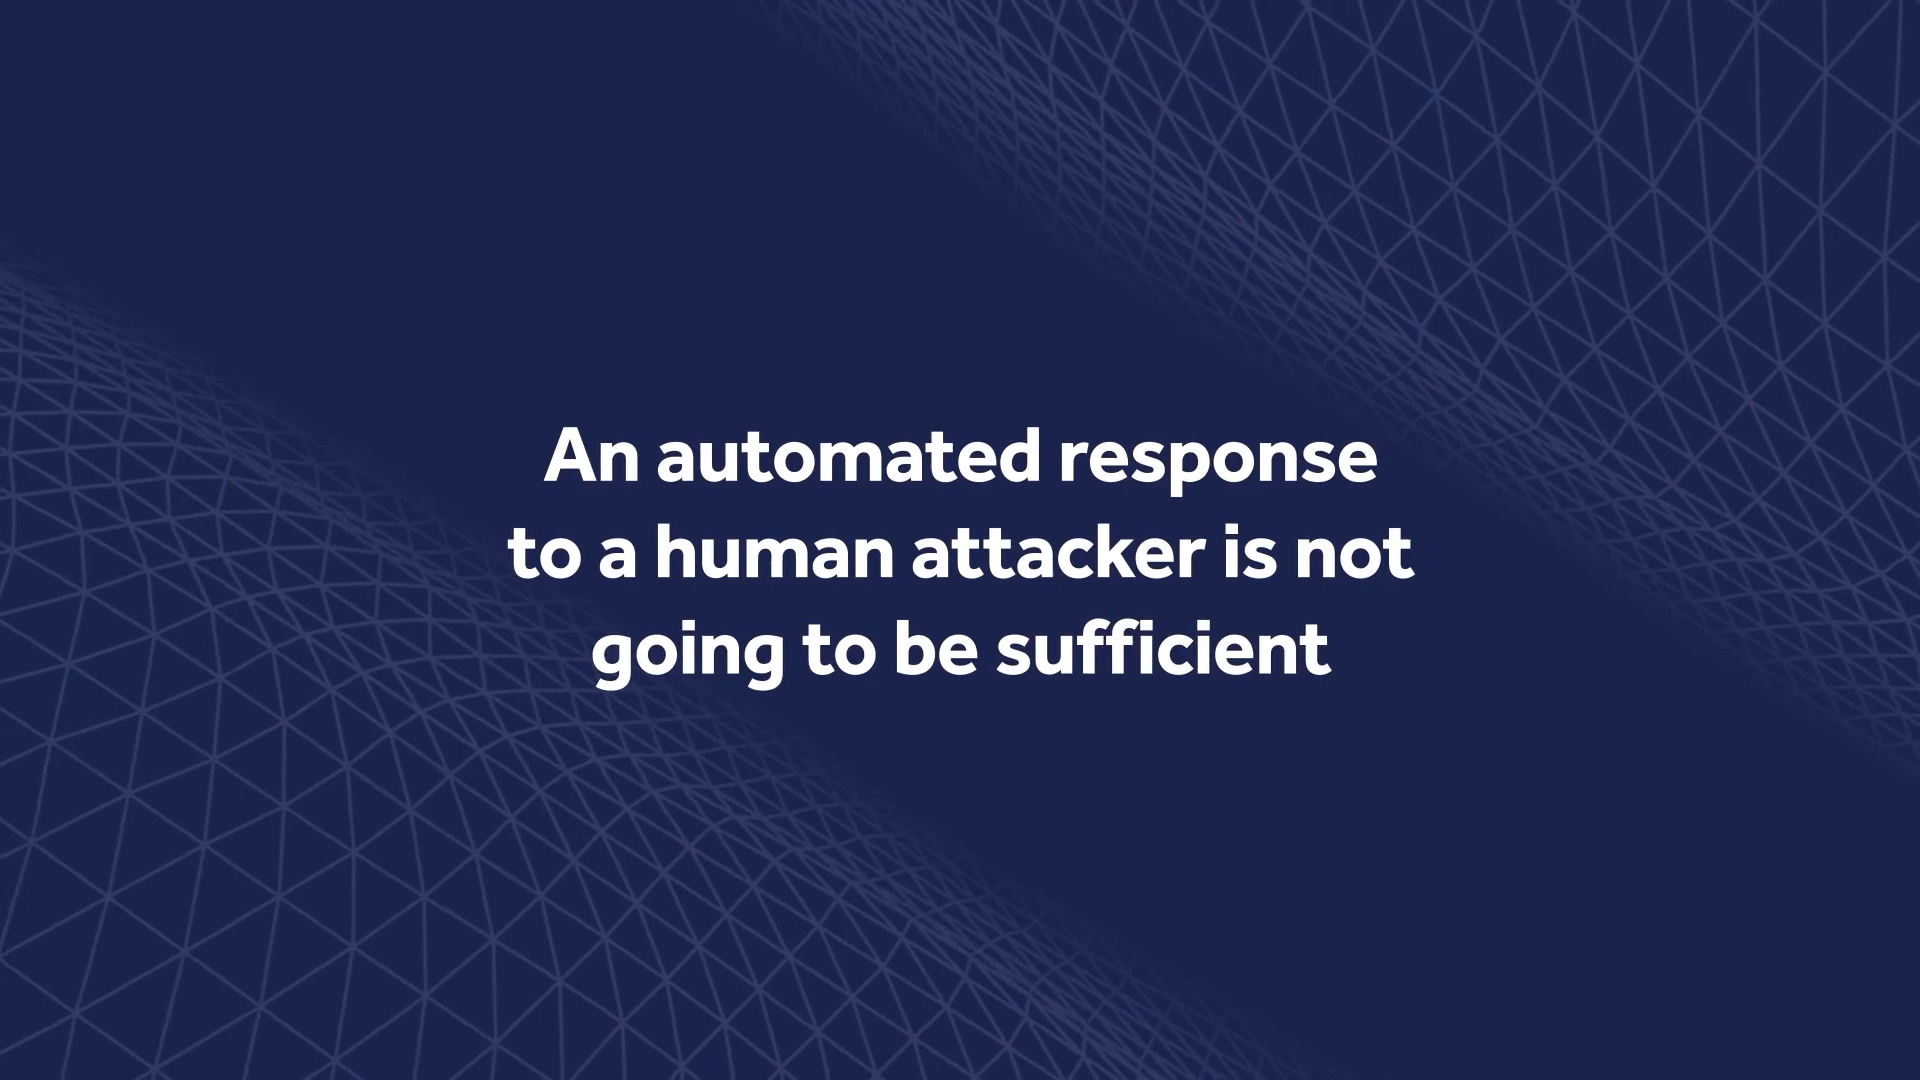 An automated response
to a human attacker is not
going to be sufficient